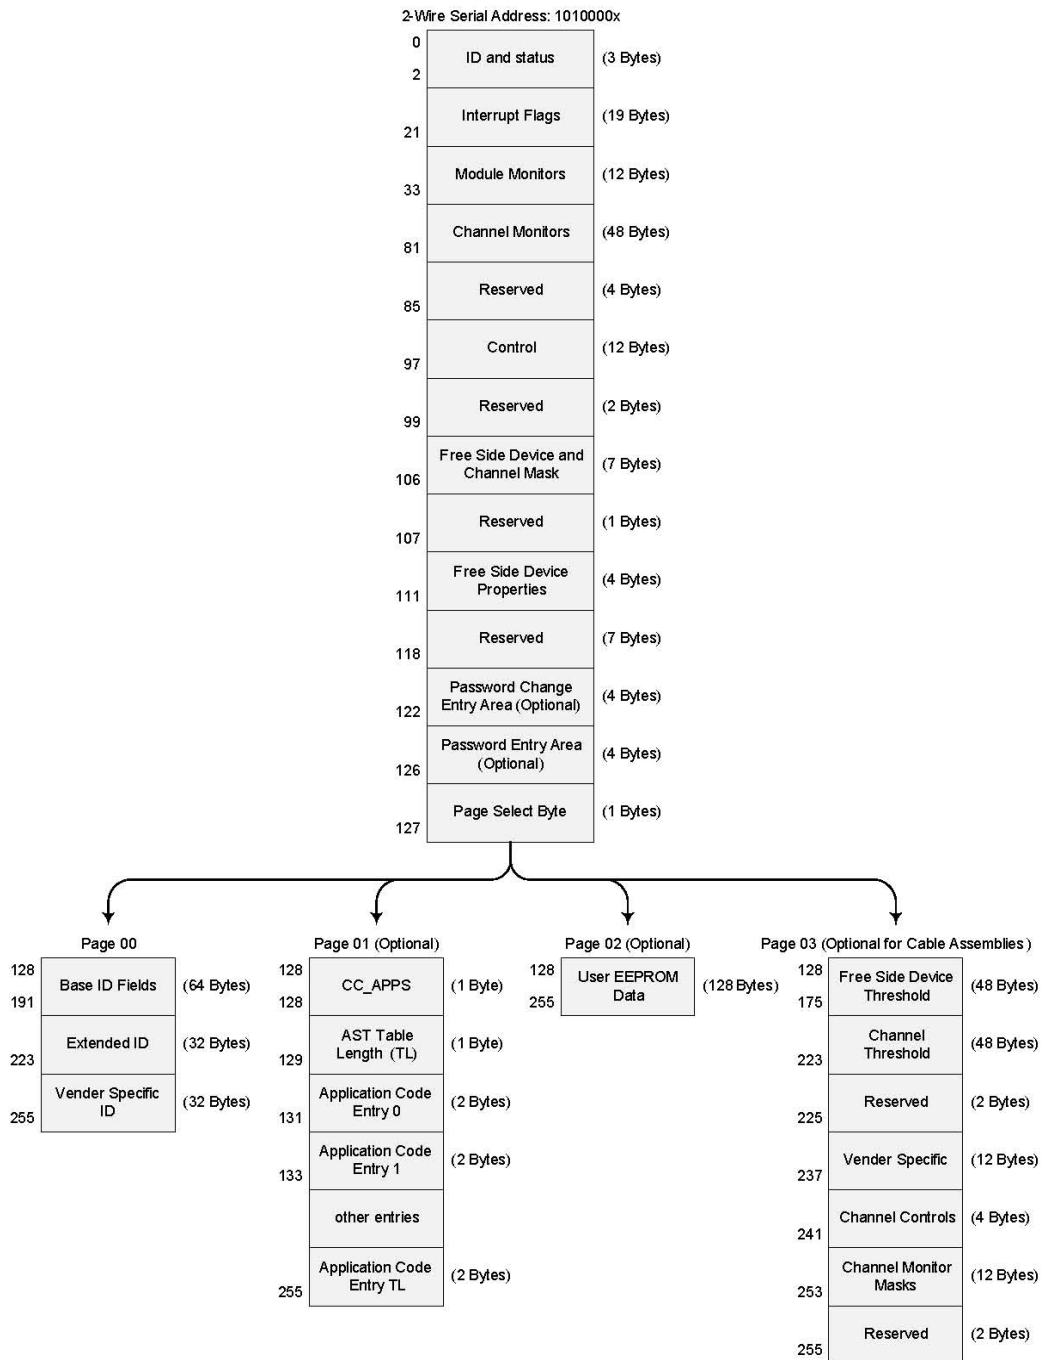 2-Wire Serial Address: 1010000x
0
ID and status (3 Bytes)
2
Interrupt Flags (19 Bytes)
21
Module Monitors (12 Bytes)
33
Channel Monitors (48 Bytes)
81
Reserved (4 Bytes)
85
Control (12 Bytes)
97
Reserved (2 Bytes)
99
Free Side Device and
Channel Mask (7 Bytes)
106
Reserved (1 Bytes)
107
Free Side Device
Properties (4 Bytes)
111
Reserved (7 Bytes)
118
Password Change
Entry Area (Optional) (4 Bytes)
122
Password Entry Area
(Optional) (4 Bytes)
126
Page Select Byte (1 Bytes)
127
Page 00
128
Base ID Fields (64 Bytes)
191
Extended ID (32 Bytes)
223
Vender Specific
ID (32 Bytes)
255
Page 01 (Optional)
128
CC_APPS (1 Byte)
128
AST Table
Length (TL) (1 Byte)
129
Application Code
Entry 0 (2 Bytes)
131
Application Code
Entry 1 (2 Bytes)
133
other entries
Application Code
Entry TL (2 Bytes)
255
Page 02 (Optional)
128
User EEPROM
Data (128 Bytes)
255
Page 03 (Optional for Cable Assemblies )
128
Free Side Device
Threshold (48 Bytes)
175
Channel
Threshold (48 Bytes)
223
Reserved (2 Bytes)
225
Vender Specific (12 Bytes)
237
Channel Controls (4 Bytes)
241
Channel Monitor
Masks (12 Bytes)
253
Reserved (2 Bytes)
255